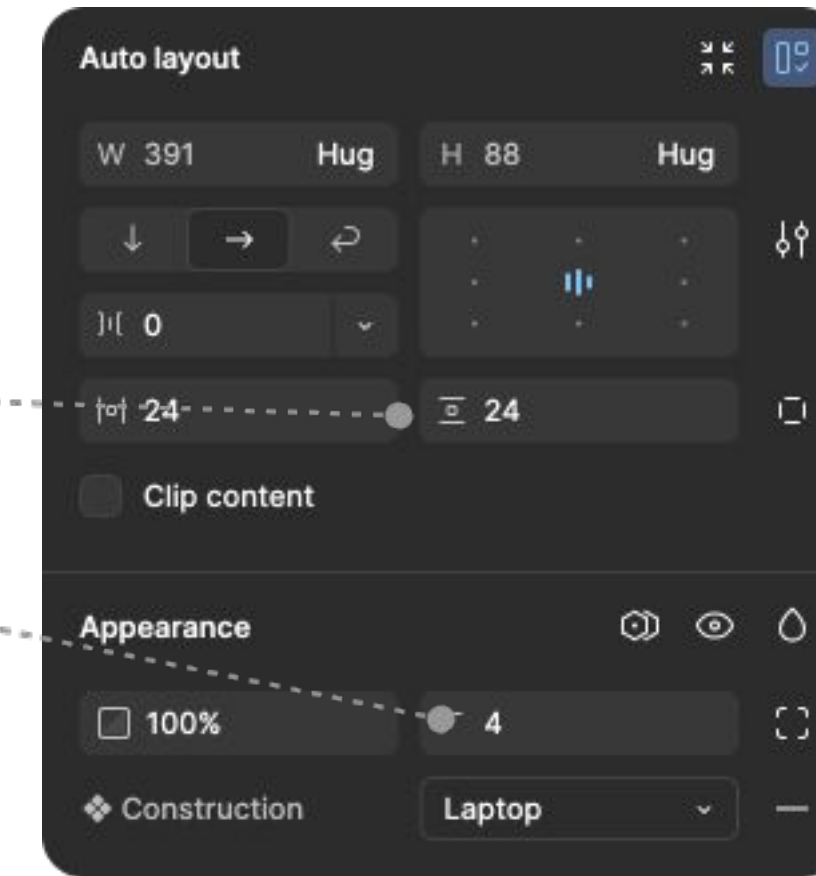 Auto layout
W 391 Hug H 88 Hug
0
24 24
Clip content
Appearance
100% 4
Construction Laptop